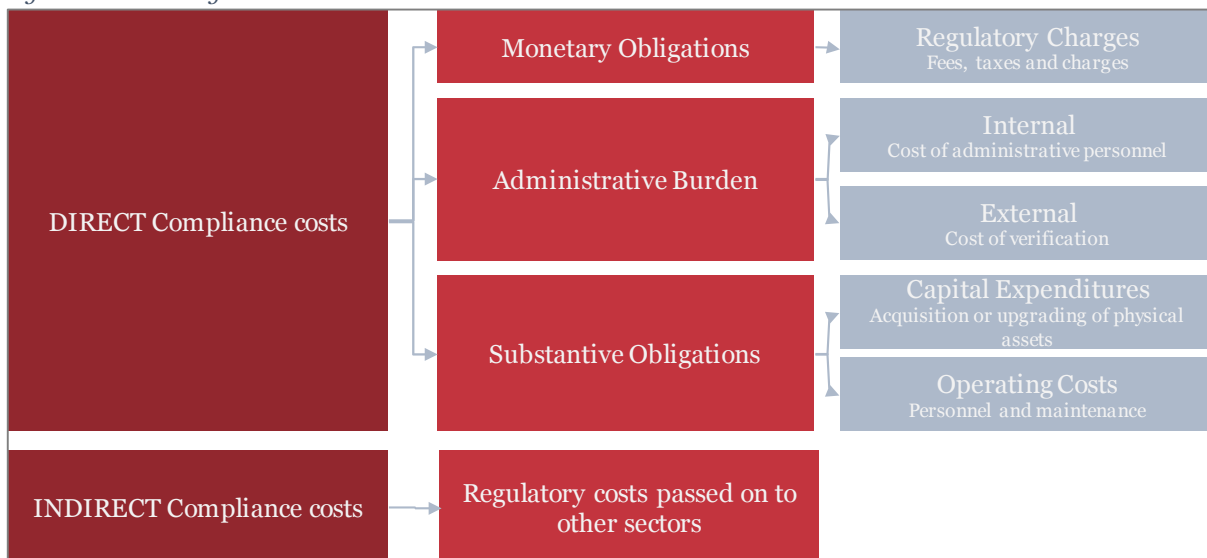 Monetary Obligations
Regulatory Charges
Fees, taxes and charges
DIRECT Compliance costs
Administrative Burden
Internal
Cost of administrative personnel
External
Cost of verification
Substantive Obligations
Capital Expenditures
Acquisition or upgrading of physical
assets
Operating Costs
Personnel and maintenance
INDIRECT Compliance costs
Regulatory costs passed on to
other sectors